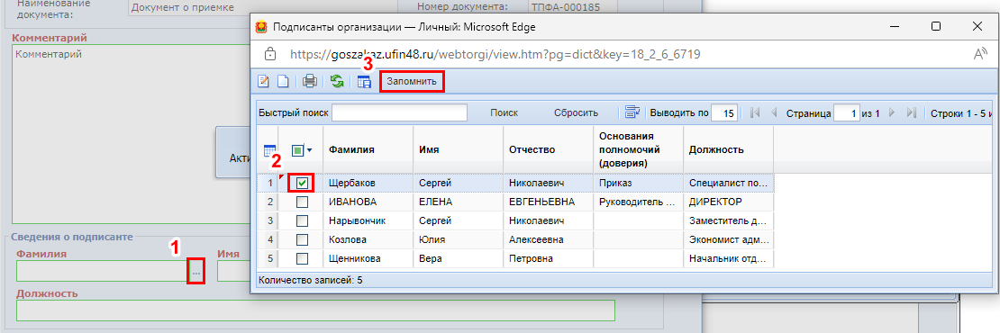 Наименование документа:
Документ о приемке
Номер документа:
ТПФА-000185
Комментарий
Комментарий
Акти
Сведения о подписанте
1
Фамилия
...
Имя
Должность
Подписанты организации — Личный: Microsoft Edge
https://goszakaz.ufin48.ru/webtorgi/view.htm?pg=dict&key=18_2_6_6719
3
Запомнить
Быстрый поиск Поиск Сбросить Выводить по 15 Страница 1 из 1 Строки 1 - 5 и
2
Фамилия Имя Отчество Основания полномочий (доверия) Должность
1 Щербаков Сергей Николаевич Приказ Специалист по...
2 ИВАНОВА ЕЛЕНА ЕВГЕНЬЕВНА Руководитель ... ДИРЕКТОР
3 Нарывончик Сергей Николаевич Заместитель д...
4 Козлова Юлия Алексеевна Экономист адм...
5 Щенникова Вера Петровна Начальник отд...
Количество записей: 5